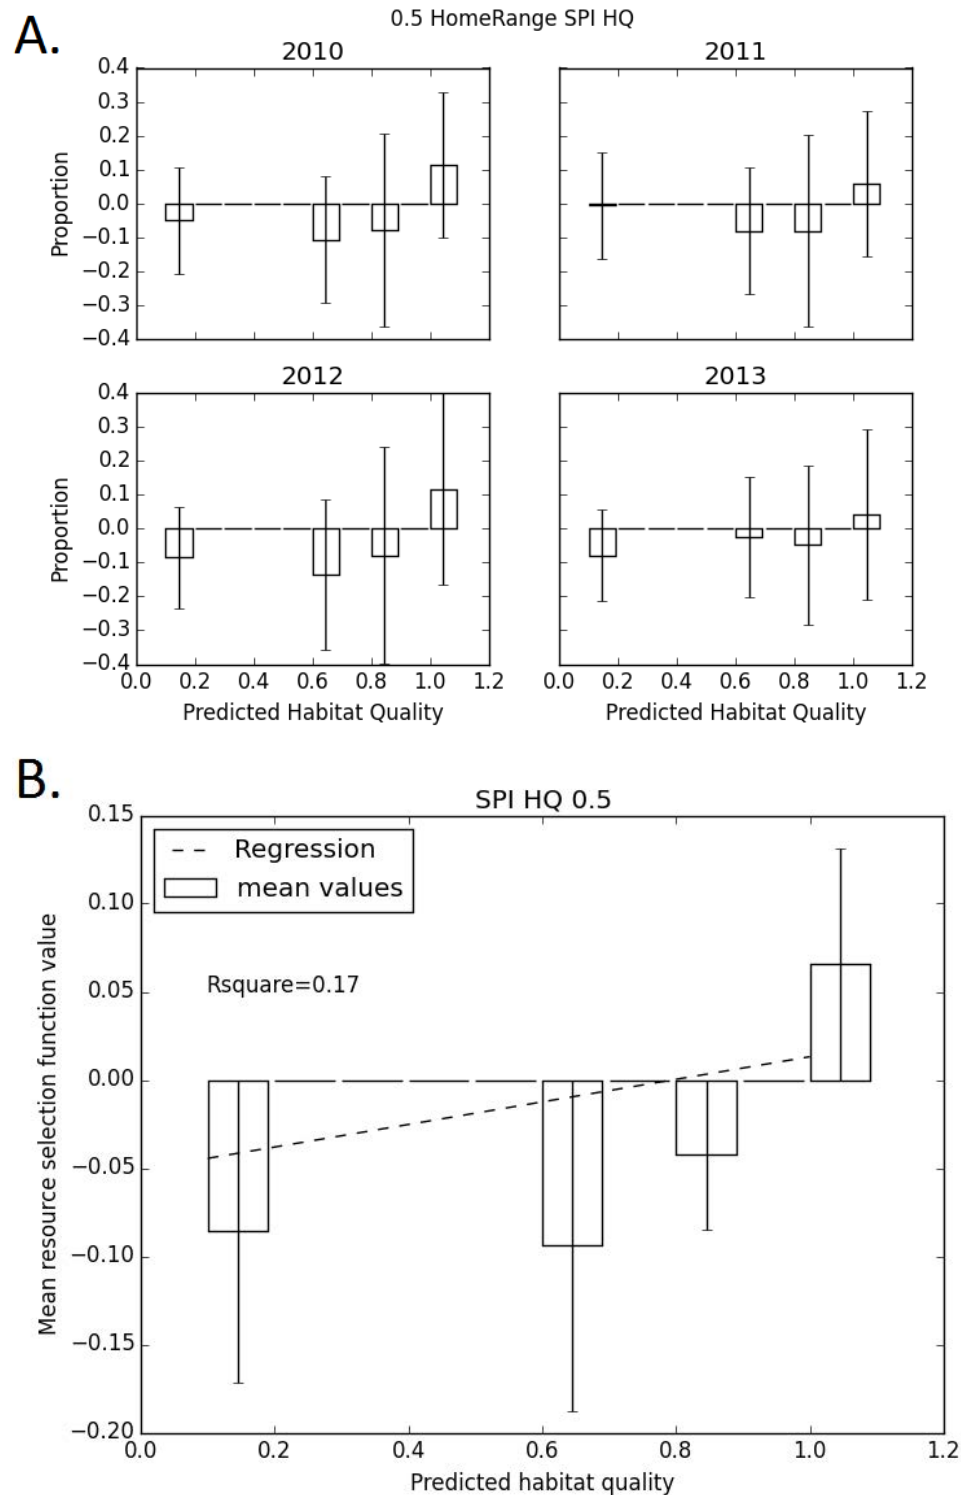 A.
0.5 HomeRange SPI HQ
2010
2011
0.4
0.3
0.2
0.1
0.0
−0.1
−0.2
−0.3
−0.4
Proportion
2012
2013
0.4
0.3
0.2
0.1
0.0
−0.1
−0.2
−0.3
−0.4
Proportion
0.0 0.2 0.4 0.6 0.8 1.0 1.2
0.0 0.2 0.4 0.6 0.8 1.0 1.2
Predicted Habitat Quality
Predicted Habitat Quality
B.
SPI HQ 0.5
0.15
0.10
0.05
0.00
−0.05
−0.10
−0.15
−0.20
Mean resource selection function value
Regression
mean values
Rsquare=0.17
0.0 0.2 0.4 0.6 0.8 1.0 1.2
Predicted habitat quality